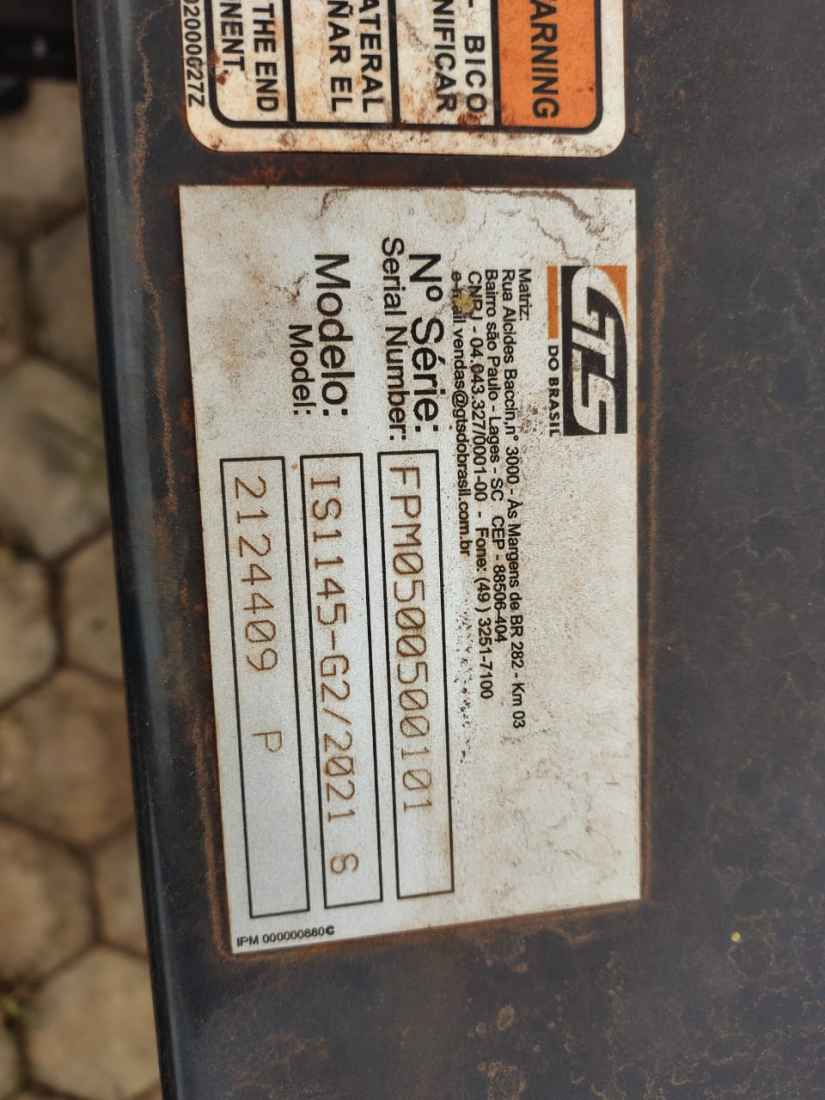 WARNING
- BICO
NIFICAR
ATERAL
ÑAR EL
THE END
NENT.
02000627Z
GTS
DO BRASIL
Matriz:
Rua Alcides Baccin,n° 3000 - Às Margens de BR 282 - Km 03
Bairro são Paulo - Lages - SC CEP - 88506-404
CNPJ - 04.043.327/0001-00 - Fone: (49) 3251-7100
e-mail vendas@gtsdobrasil.com.br
Nº Série: FPM0500500101
Serial Number:
Modelo: IS1145-G2/2021 S
Model:
2124409 P
IPM 000000880C